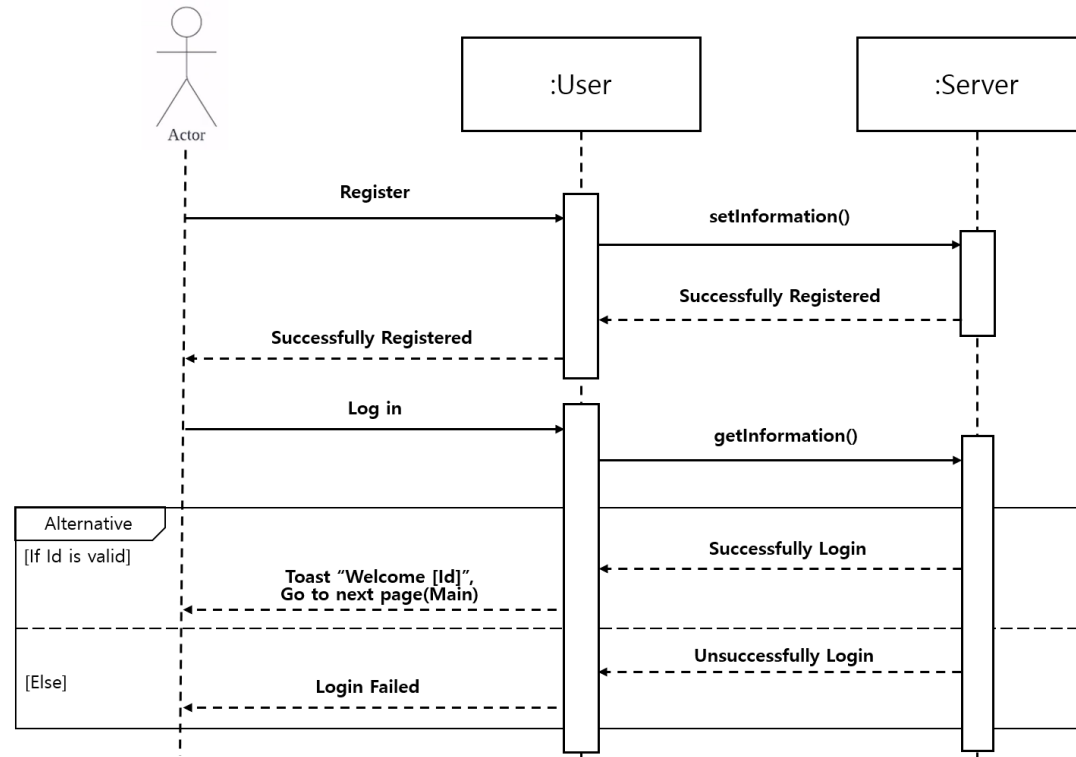 :User
:Server
Actor
Register
setInformation()
Successfully Registered
Successfully Registered
Log in
getInformation()
Alternative
[If Id is valid]
Successfully Login
Toast “Welcome [Id]”,
Go to next page(Main)
Unsuccessfully Login
[Else]
Login Failed